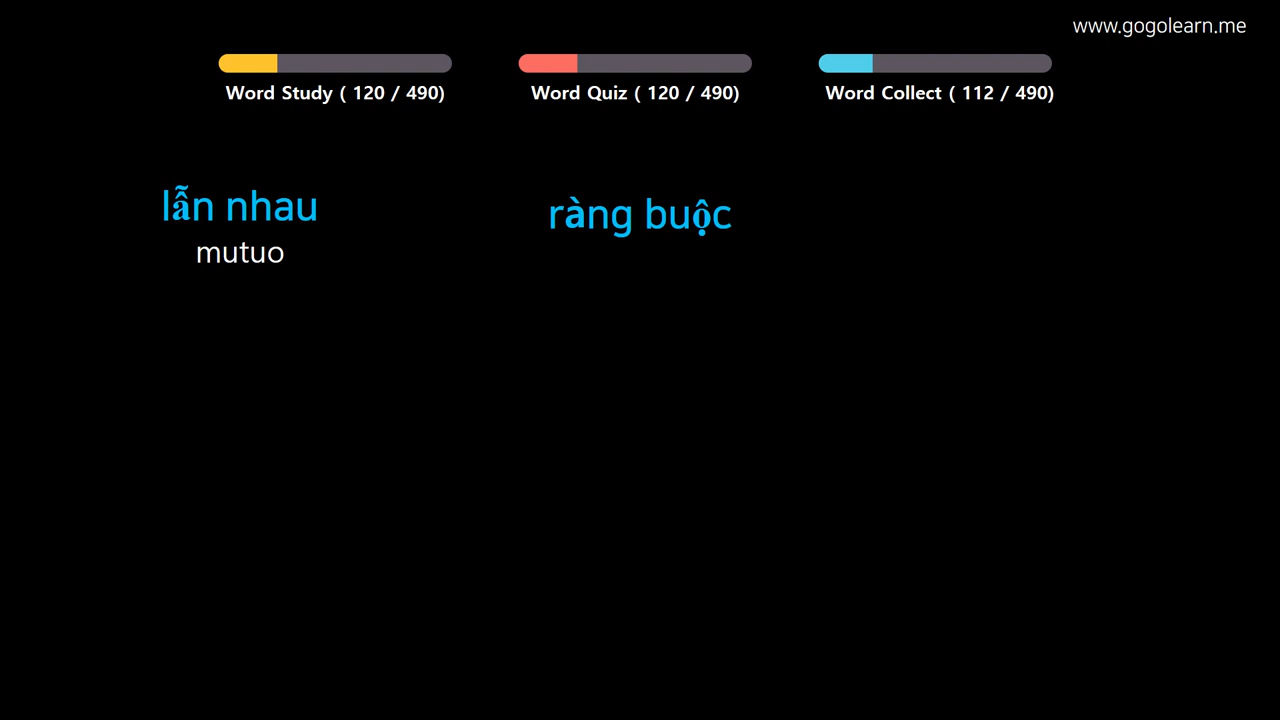 www.gogolearn.me
Word Study ( 120 / 490)
Word Quiz ( 120 / 490)
Word Collect ( 112 / 490)
lẫn nhau
mutuo
ràng buộc